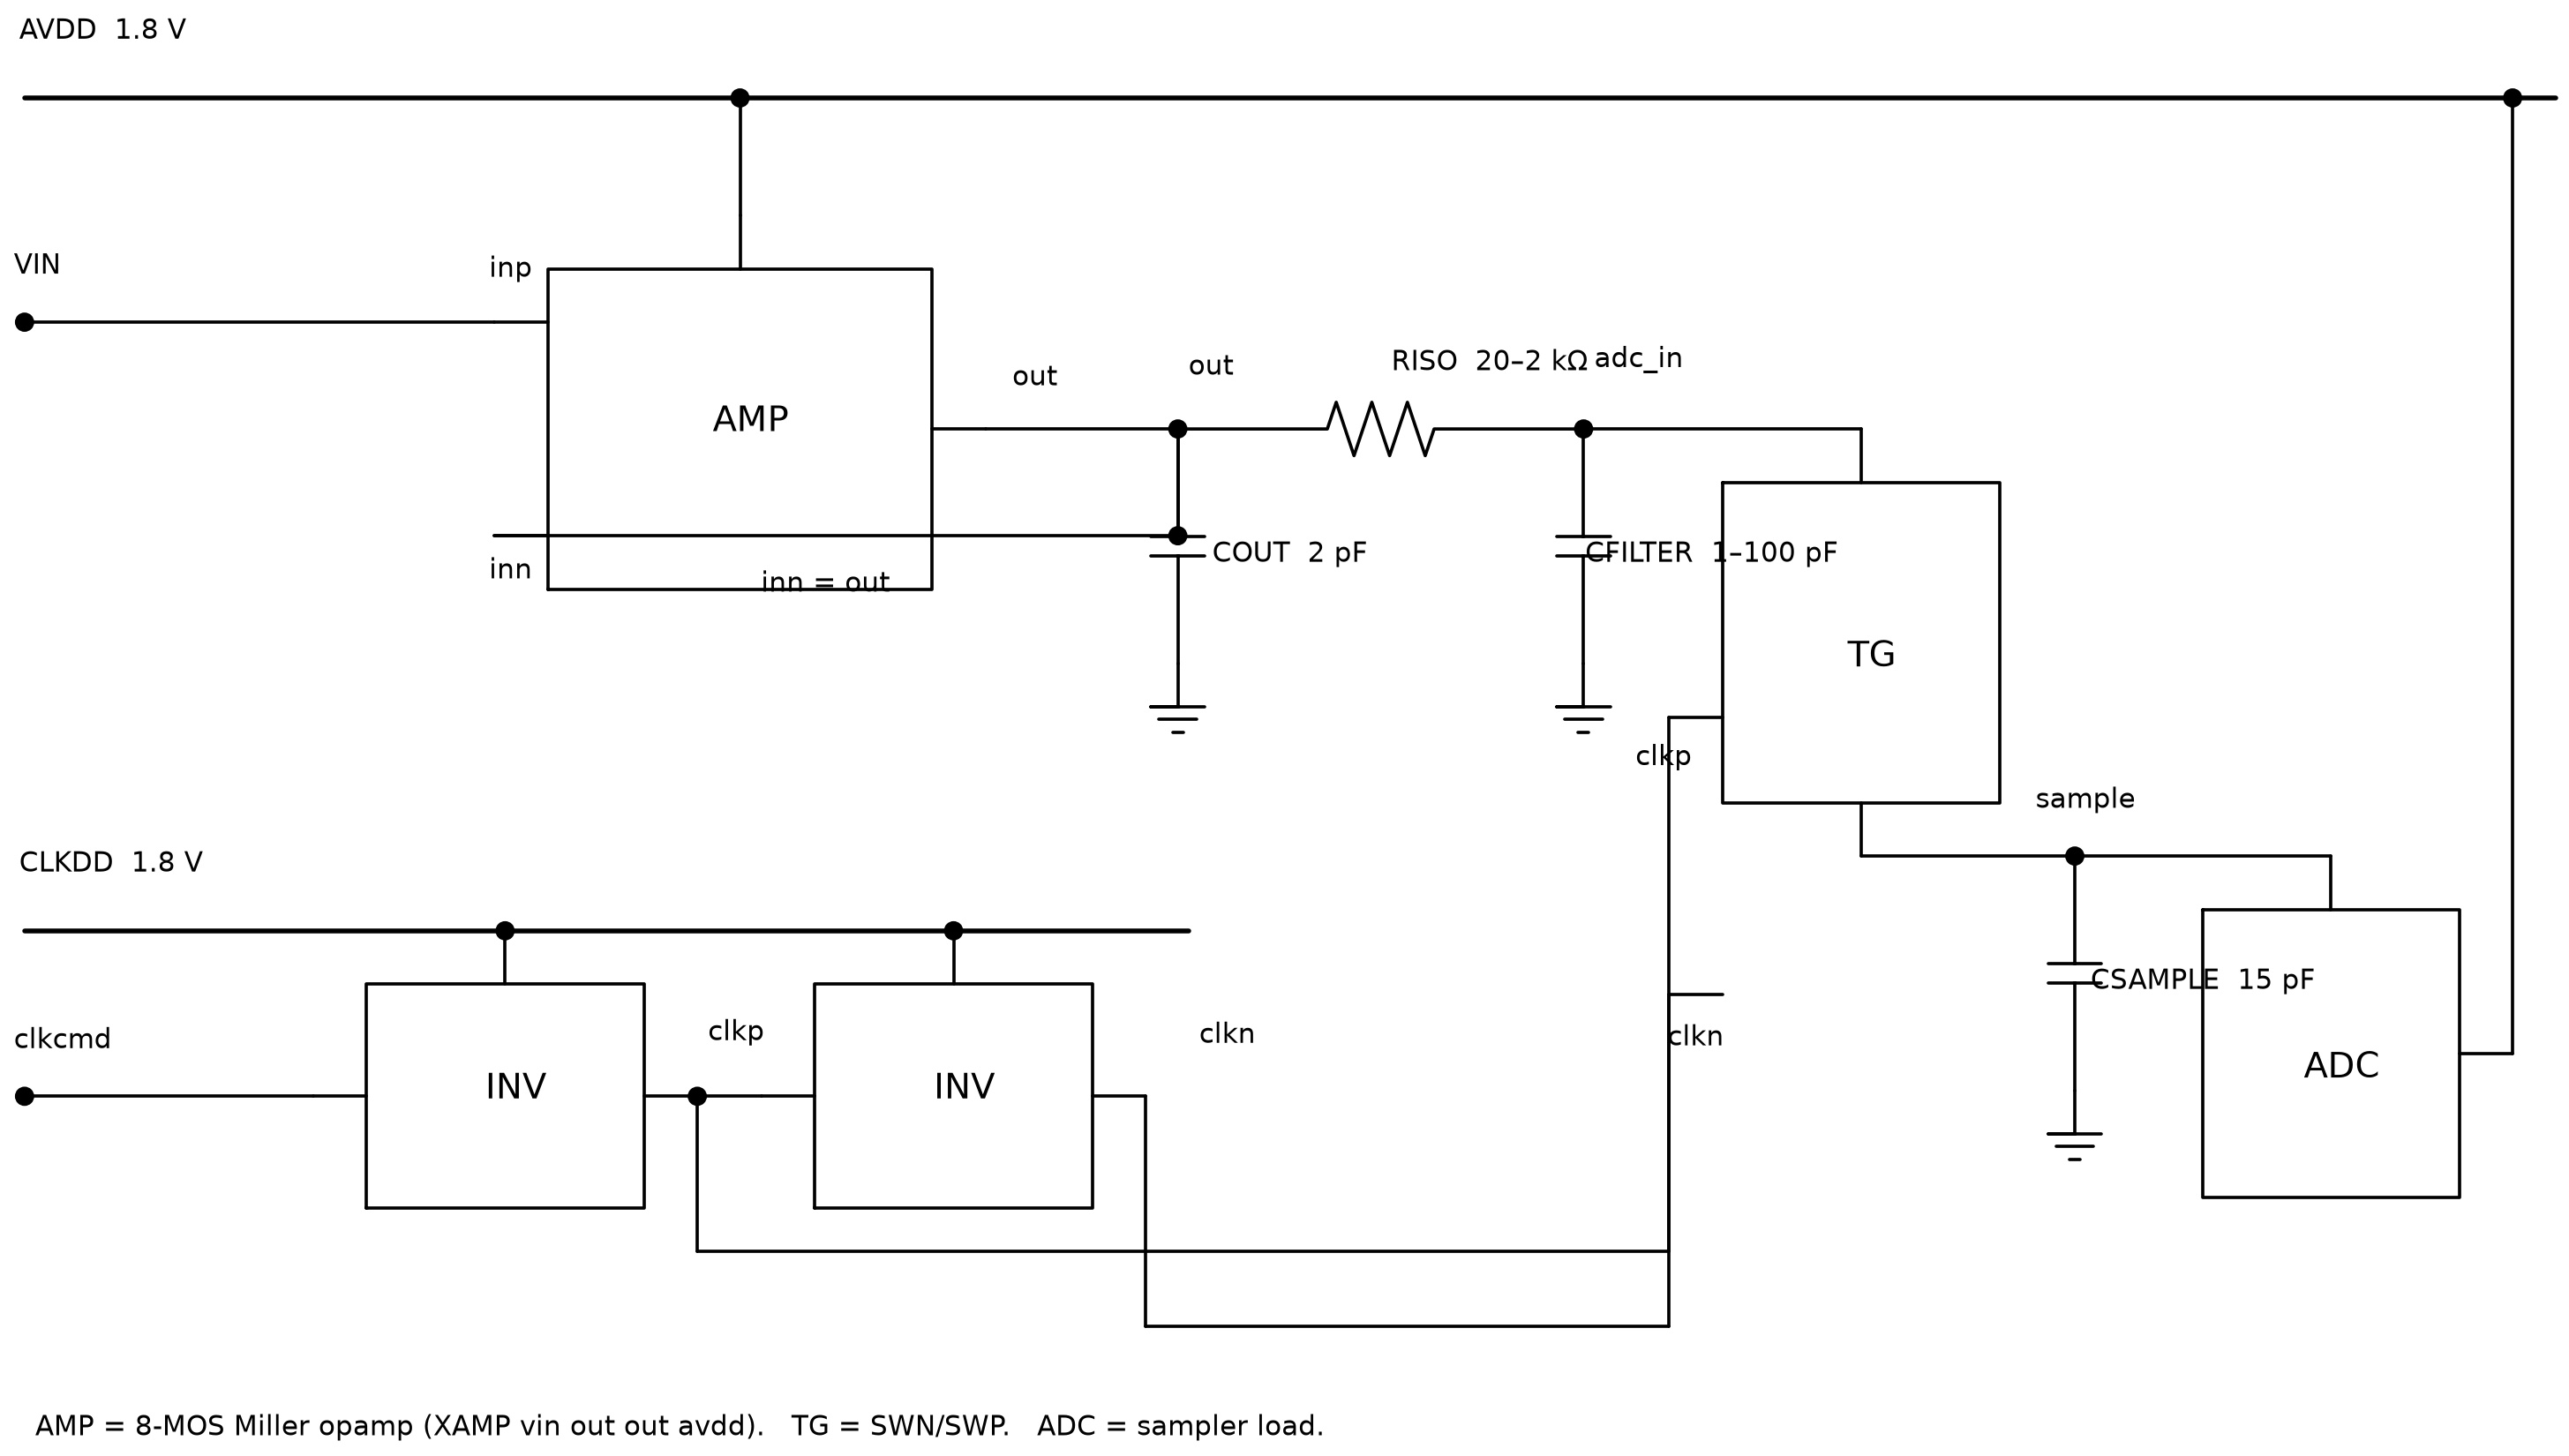 AVDD  1.8 V
VIN
inp
out
out
RISO  20–2 kΩ
adc_in
AMP
inn
inn = out
COUT  2 pF
CFILTER  1–100 pF
TG
clkp
sample
CLKDD  1.8 V
clkcmd
INV
clkp
INV
clkn
clkn
CSAMPLE  15 pF
ADC
AMP = 8-MOS Miller opamp (XAMP vin out out avdd).   TG = SWN/SWP.   ADC = sampler load.